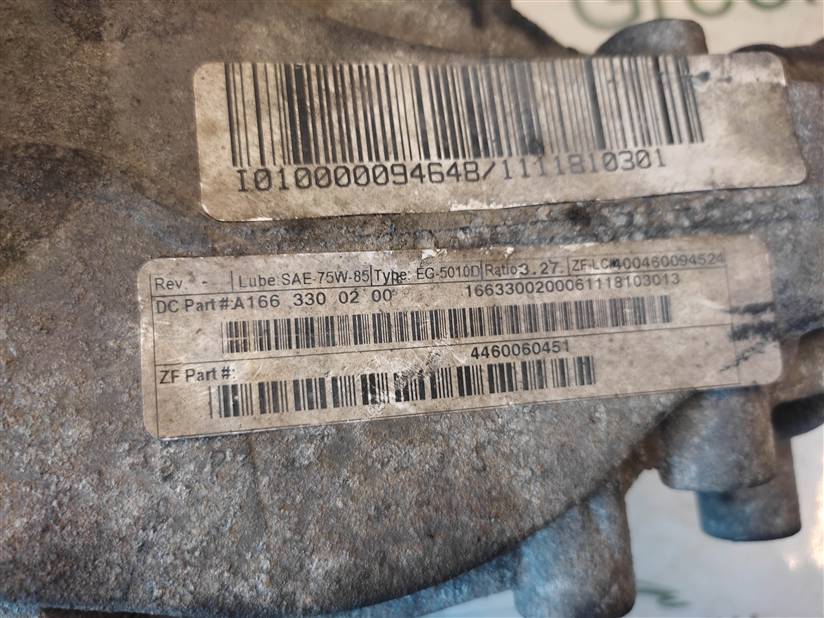 I010000094648/1111810301
Rev. - Lube: SAE-75W-85 Type: EG-5010D Ratio 3.27 ZF-LC#400460094524
DC Part#:A166 330 02 00 1663300200061118103013
ZF Part #: 4460060451